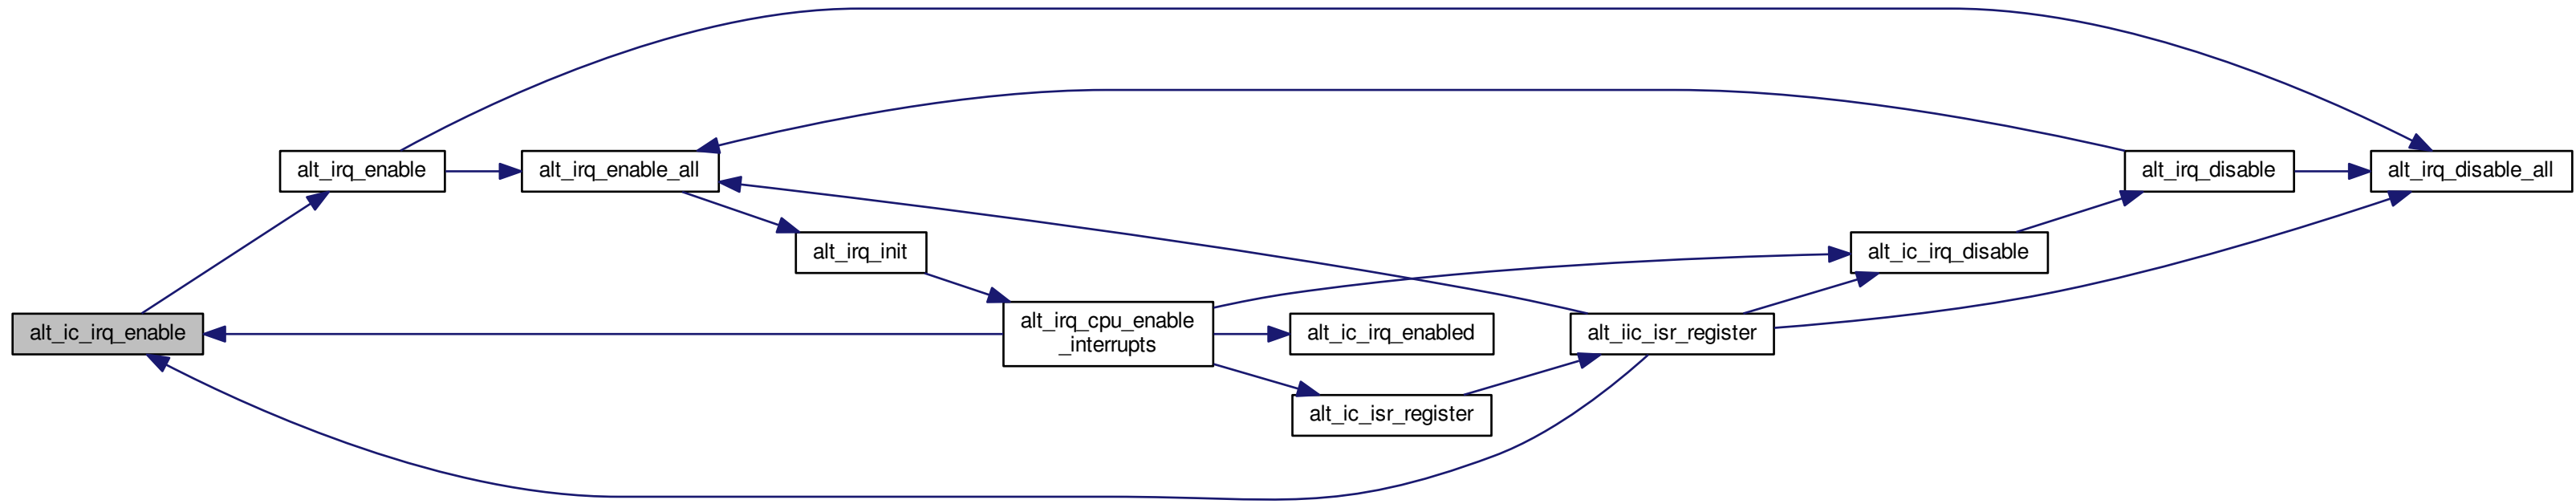 alt_irq_enable
alt_irq_enable_all
alt_irq_disable
alt_irq_disable_all
alt_irq_init
alt_ic_irq_disable
alt_ic_irq_enable
alt_irq_cpu_enable
_interrupts
alt_ic_irq_enabled
alt_iic_isr_register
alt_ic_isr_register